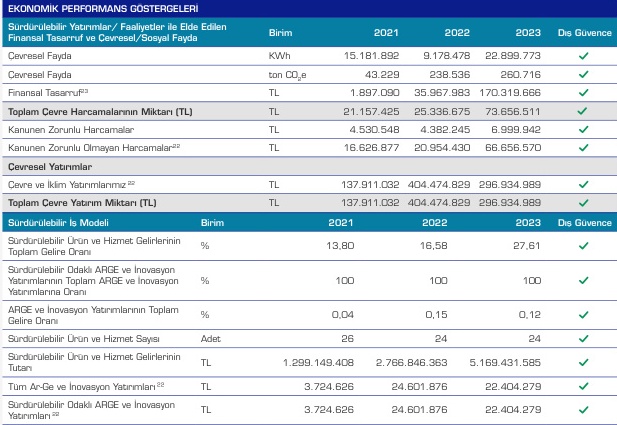 EKONOMİK PERFORMANS GÖSTERGELERİ
Sürdürülebilir Yatırımlar/ Faaliyetler ile Elde Edilen
Finansal Tasarruf ve Çevresel/Sosyal Fayda Birim 2021 2022 2023 Dış Güvence
Çevresel Fayda KWh 15.181.892 9.178.478 22.899.773 ✓
Çevresel Fayda ton CO₂e 43.229 238.536 260.716 ✓
Finansal Tasarruf²³ TL 1.897.090 35.967.983 170.319.666 ✓
Toplam Çevre Harcamalarının Miktarı (TL) TL 21.157.425 25.336.675 73.656.511 ✓
Kanunen Zorunlu Harcamalar TL 4.530.548 4.382.245 6.999.942 ✓
Kanunen Zorunlu Olmayan Harcamalar²² TL 16.626.877 20.954.430 66.656.570 ✓
Çevresel Yatırımlar
Çevre ve İklim Yatırımlarımız²² TL 137.911.032 404.474.829 296.934.989 ✓
Toplam Çevre Yatırım Miktarı (TL) TL 137.911.032 404.474.829 296.934.989 ✓
Sürdürülebilir İş Modeli Birim 2021 2022 2023 Dış Güvence
Sürdürülebilir Ürün ve Hizmet Gelirlerinin
Toplam Gelire Oranı % 13,80 16,58 27,61 ✓
Sürdürülebilir Odaklı ARGE ve İnovasyon
Yatırımlarının Toplam ARGE ve İnovasyon
Yatırımlarına Oranı % 100 100 100 ✓
ARGE ve İnovasyon Yatırımlarının Toplam
Gelire Oranı % 0,04 0,15 0,12 ✓
Sürdürülebilir Ürün ve Hizmet Sayısı Adet 26 24 24 ✓
Sürdürülebilir Ürün ve Hizmet Gelirlerinin
Tutarı TL 1.299.149.408 2.766.846.363 5.169.431.585 ✓
Tüm Ar-Ge ve İnovasyon Yatırımları²² TL 3.724.626 24.601.876 22.404.279 ✓
Sürdürülebilir Odaklı ARGE ve İnovasyon
Yatırımları²² TL 3.724.626 24.601.876 22.404.279 ✓